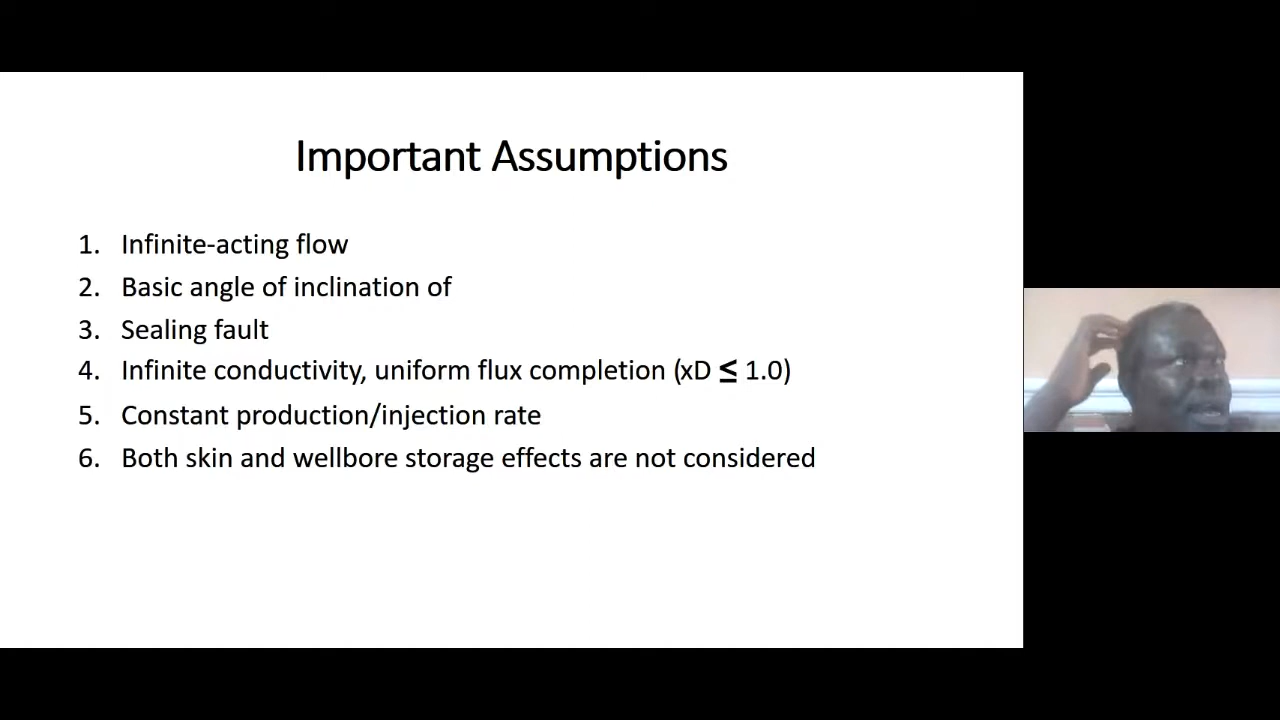 Important Assumptions
1. Infinite-acting flow
2. Basic angle of inclination of
3. Sealing fault
4. Infinite conductivity, uniform flux completion (xD ≤ 1.0)
5. Constant production/injection rate
6. Both skin and wellbore storage effects are not considered